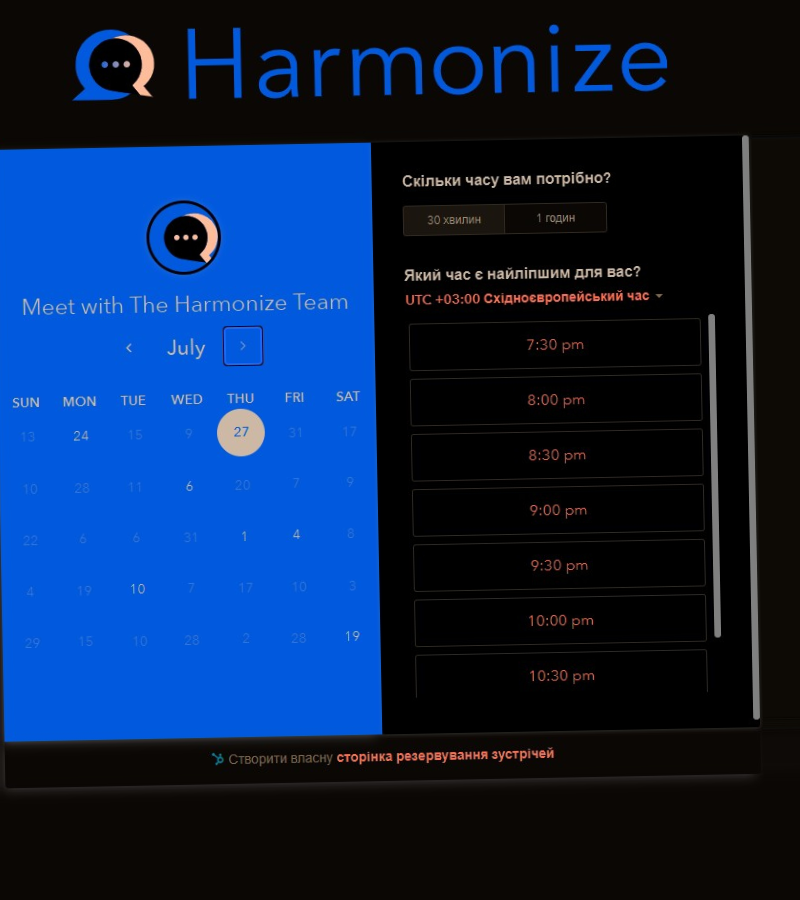 Harmonize
Meet with The Harmonize Team
July
SUN MON TUE WED THU FRI SAT
13 24 15 9 27 31 17
10 28 11 6 20 7 9
22 6 6 31 1 4 8
4 19 10 7 17 10 3
29 15 10 28 2 28 19
Скільки часу вам потрібно?
30 хвилин 1 годин
Який час є найліпшим для вас?
UTC +03:00 Східноєвропейський час
7:30 pm
8:00 pm
8:30 pm
9:00 pm
9:30 pm
10:00 pm
10:30 pm
Створити власну сторінка резервування зустрічей